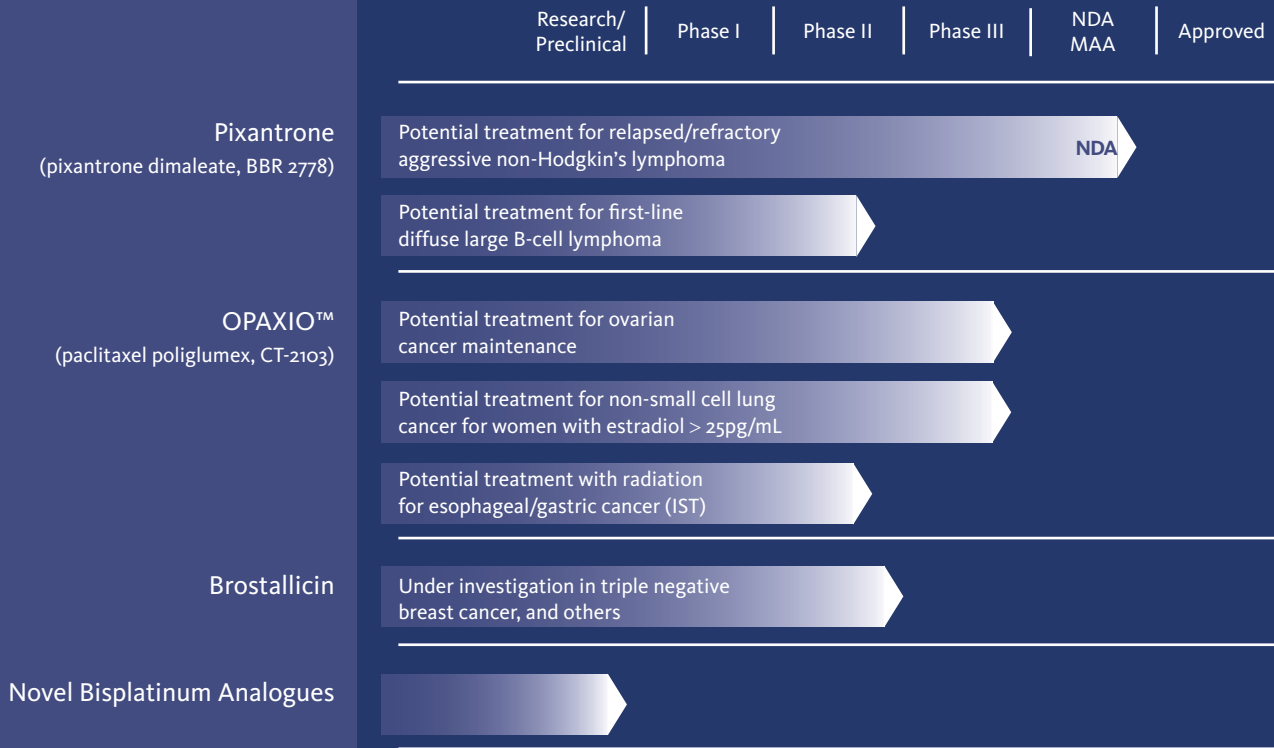 Research/
Preclinical
Phase I
Phase II
Phase III
NDA
MAA
Approved
Pixantrone
(pixantrone dimaleate, BBR 2778)
Potential treatment for relapsed/refractory
aggressive non-Hodgkin’s lymphoma
NDA
Potential treatment for first-line
diffuse large B-cell lymphoma
OPAXIO™
(paclitaxel poliglumex, CT-2103)
Potential treatment for ovarian
cancer maintenance
Potential treatment for non-small cell lung
cancer for women with estradiol > 25pg/mL
Potential treatment with radiation
for esophageal/gastric cancer (IST)
Brostallicin
Under investigation in triple negative
breast cancer, and others
Novel Bisplatinum Analogues